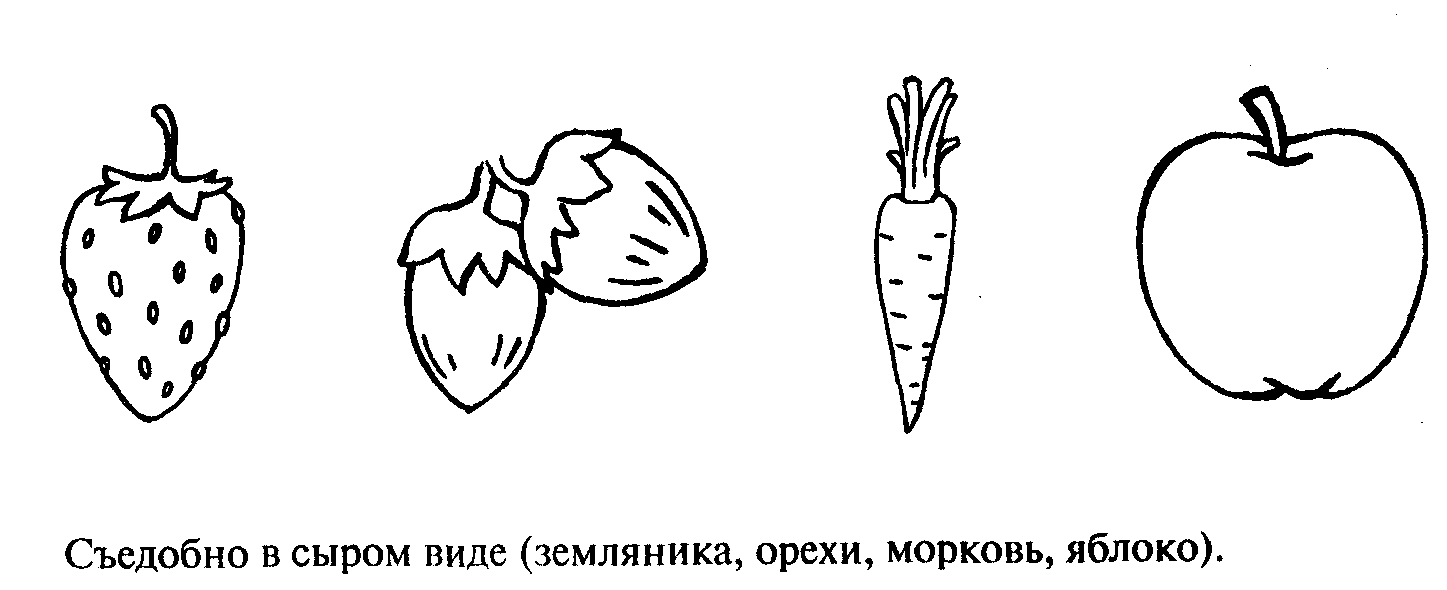 Съедобно в сыром виде (земляника, орехи, морковь, яблоко).